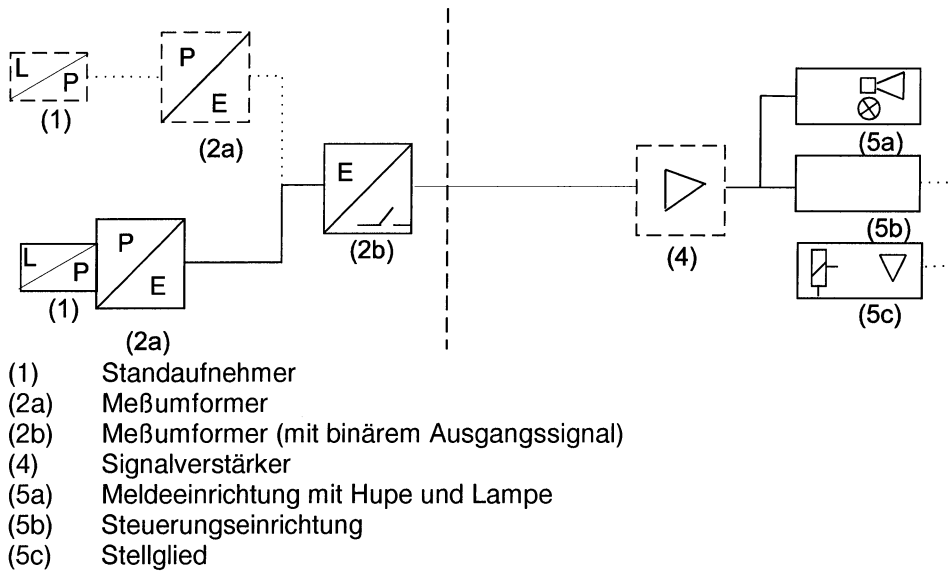 L
P
(1)
P
E
(2a)
E
(2b)
L
P
(1)
P
E
(2a)
(4)
(5a)
(5b)
(5c)
(1) Standaufnehmer
(2a) Meßumformer
(2b) Meßumformer (mit binärem Ausgangssignal)
(4) Signalverstärker
(5a) Meldeeinrichtung mit Hupe und Lampe
(5b) Steuerungseinrichtung
(5c) Stellglied